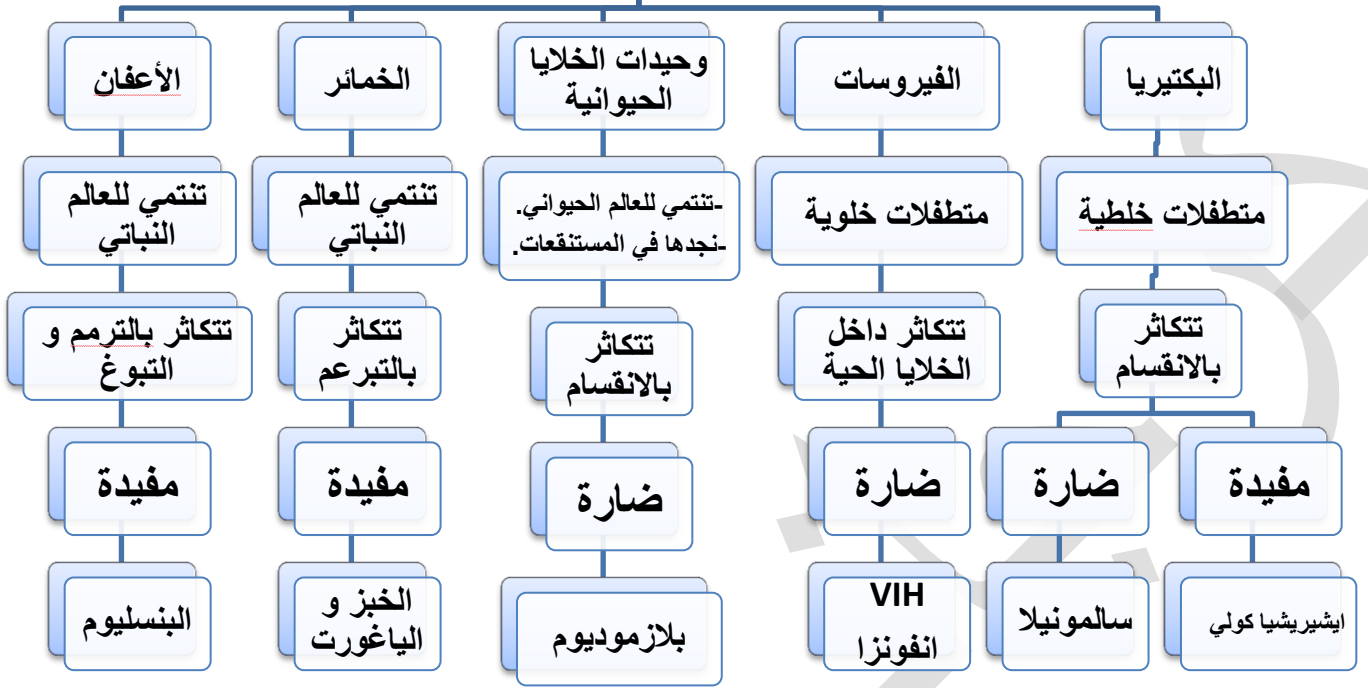 البكتيريا
الفيروسات
وحيدات الخلايا
الحيوانية
الخمائر
الأعفان
متطفلات خلطية
متطفلات خلوية
-تنتمي للعالم الحيواني.
-نجدها في المستنقعات.
تنتمي للعالم
النباتي
تنتمي للعالم
النباتي
تتكاثر
بالانقسام
تتكاثر داخل
الخلايا الحية
تتكاثر
بالانقسام
تتكاثر
بالتبرعم
تتكاثر بالترمم و
التبوغ
مفيدة
ضارة
ضارة
ضارة
مفيدة
مفيدة
ايشيريشيا كولي
سالمونيلا
VIH
انفونزا
بلازموديوم
الخبز و
الياغورت
البنسليوم